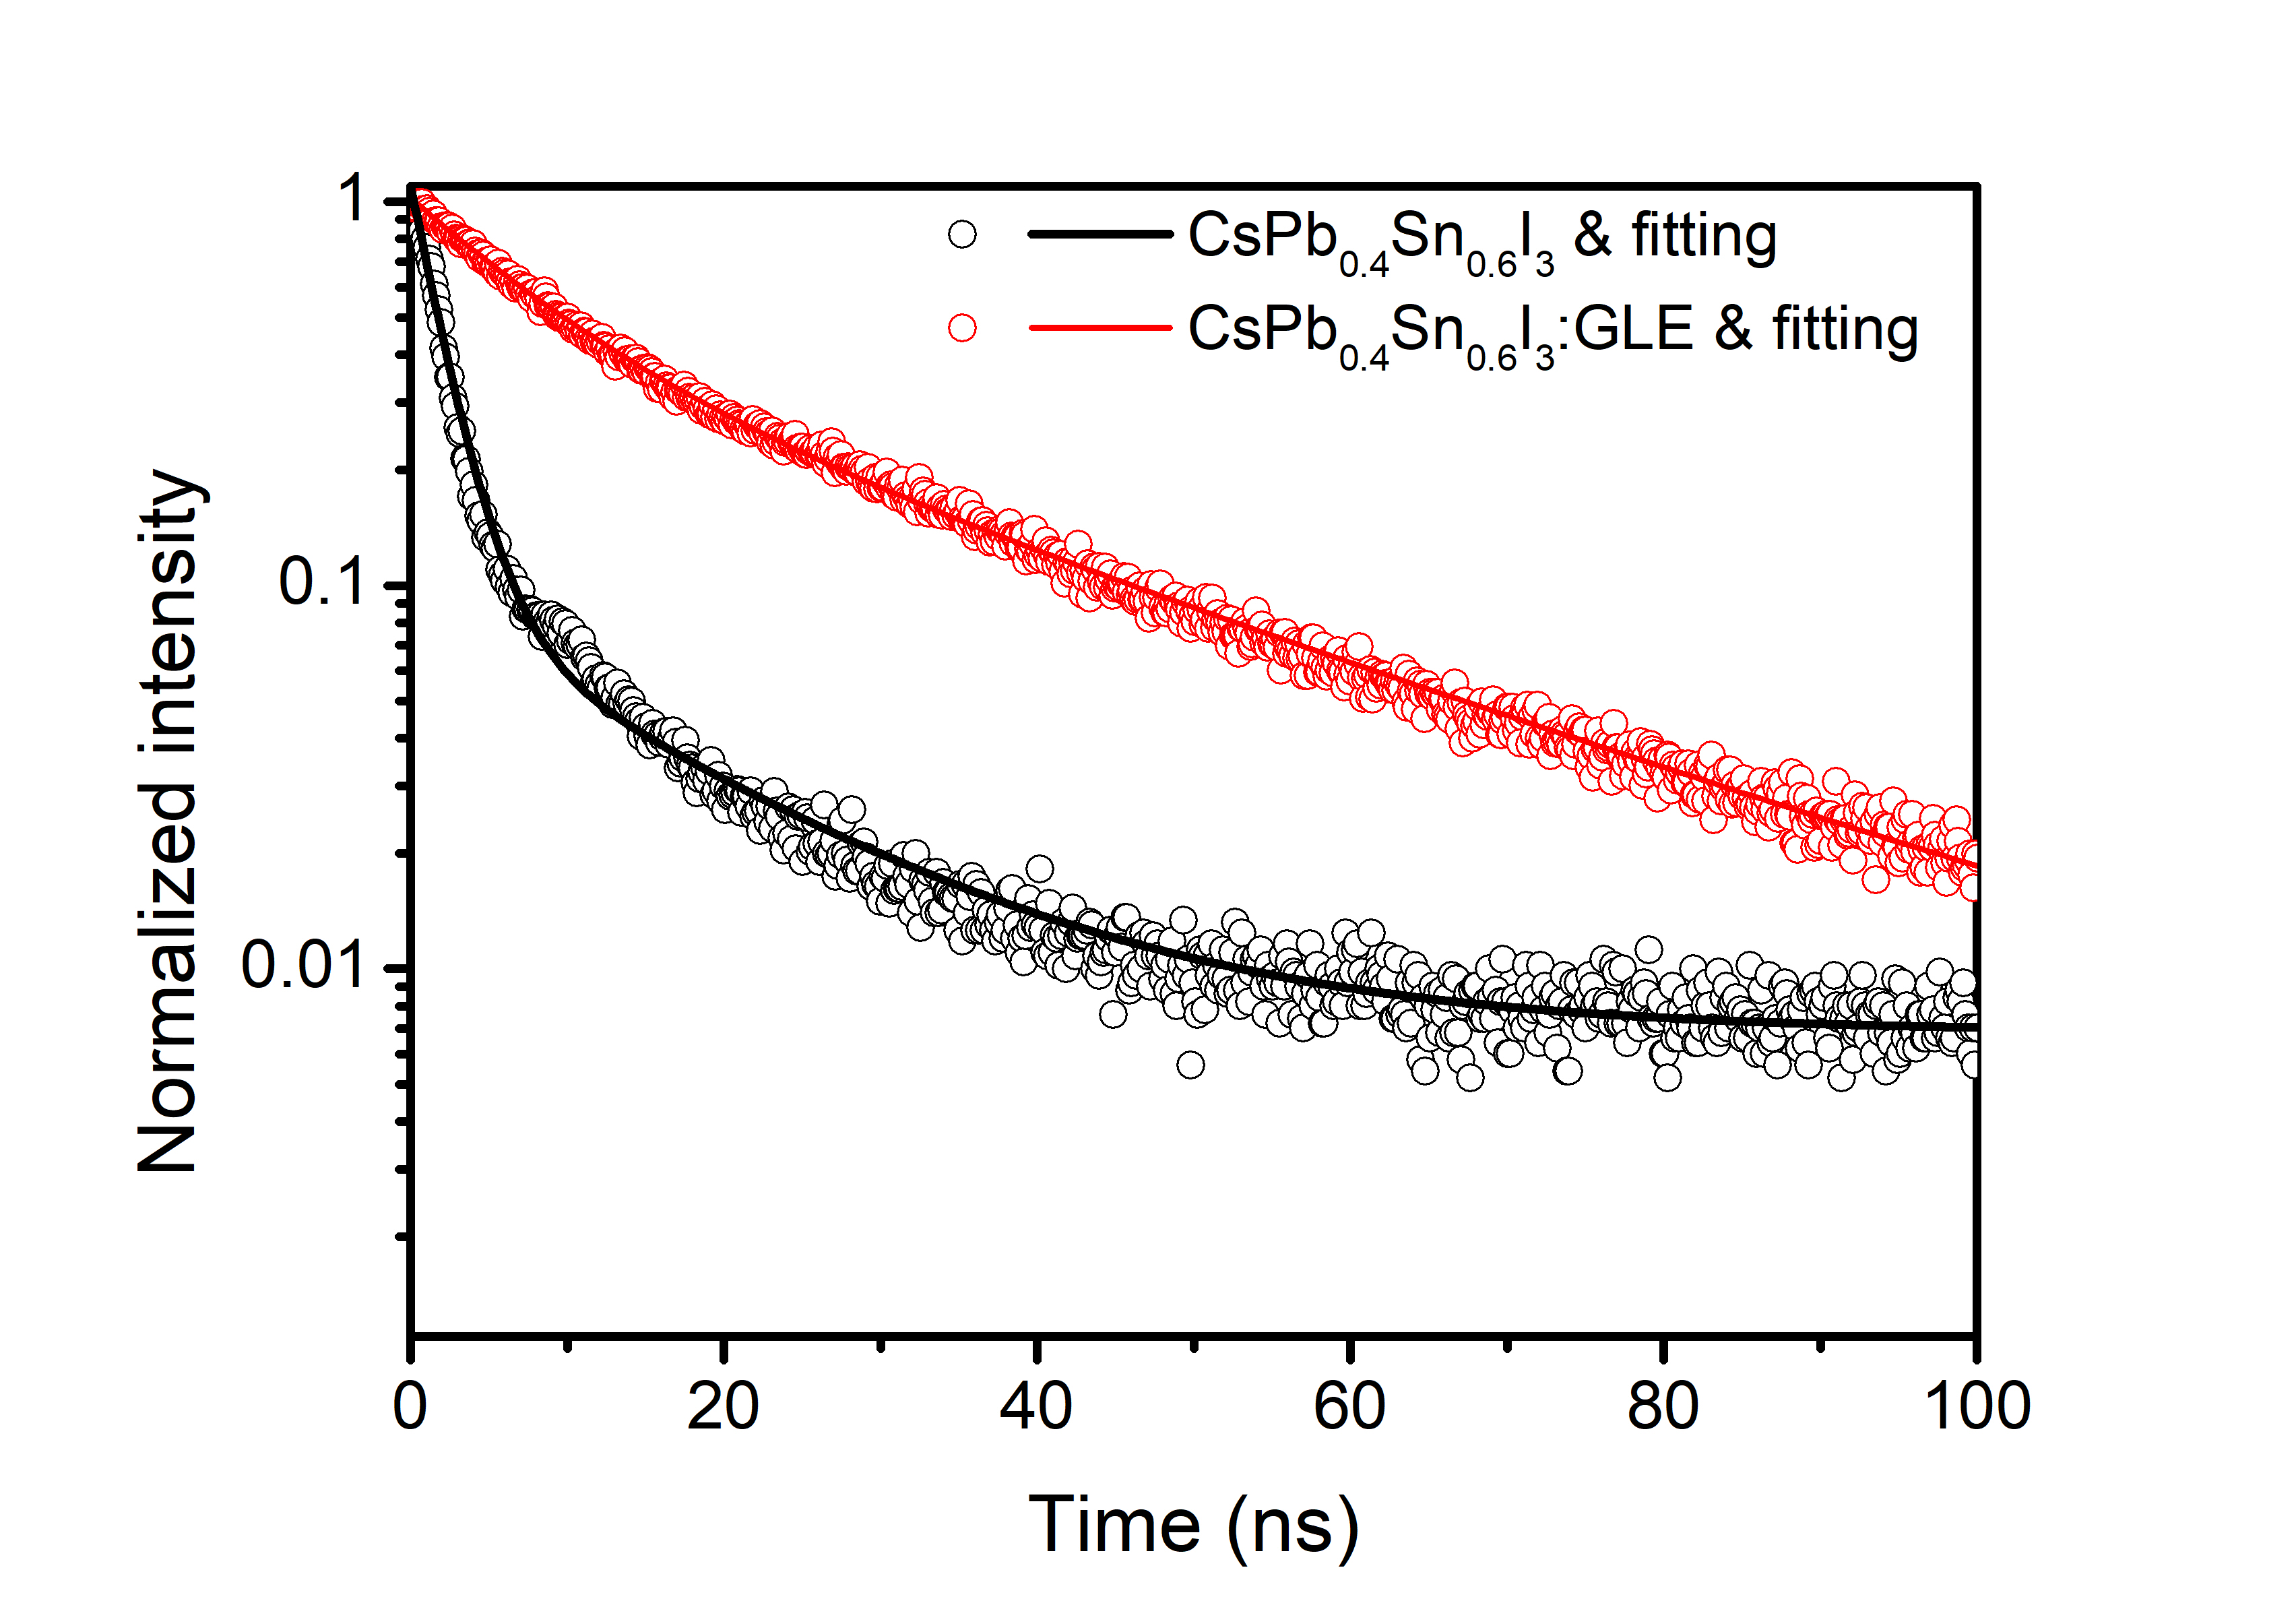 1
0.1
0.01
Normalized intensity
CsPb0.4Sn0.6I3 & fitting
CsPb0.4Sn0.6I3:GLE & fitting
0 20 40 60 80 100
Time (ns)